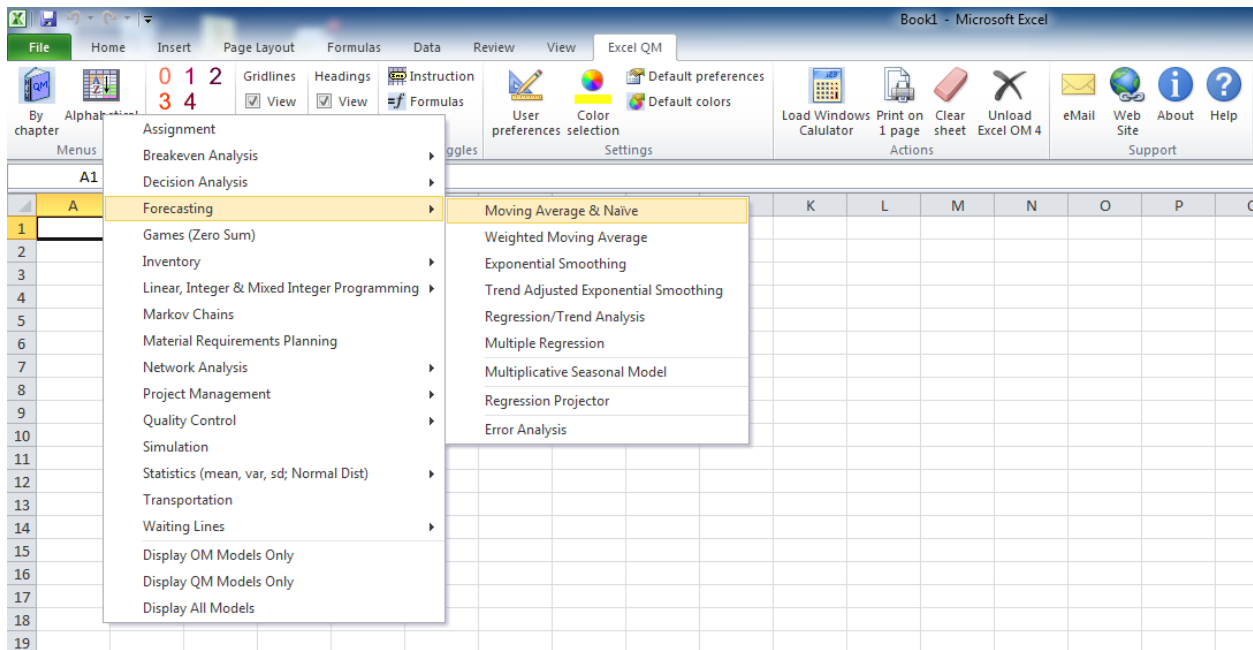 Book1 - Microsoft Excel
File Home Insert Page Layout Formulas Data Review View Excel QM
0 1 2 Gridlines Headings Instruction Default preferences
3 4 View View =f Formulas Default colors
QM A Z 123
By chapter Alphabetical User preferences Color selection Load Windows Calulator Print on 1 page Clear sheet Unload Excel OM 4 eMail Web Site About Help
Menus ggles Settings Actions Support
A1
A K L M N O P
1
2
3
4
5
6
7
8
9
10
11
12
13
14
15
16
17
18
19
Assignment
Breakeven Analysis
Decision Analysis
Forecasting
Games (Zero Sum)
Inventory
Linear, Integer & Mixed Integer Programming
Markov Chains
Material Requirements Planning
Network Analysis
Project Management
Quality Control
Simulation
Statistics (mean, var, sd; Normal Dist)
Transportation
Waiting Lines
Display OM Models Only
Display QM Models Only
Display All Models
Moving Average & Naïve
Weighted Moving Average
Exponential Smoothing
Trend Adjusted Exponential Smoothing
Regression/Trend Analysis
Multiple Regression
Multiplicative Seasonal Model
Regression Projector
Error Analysis